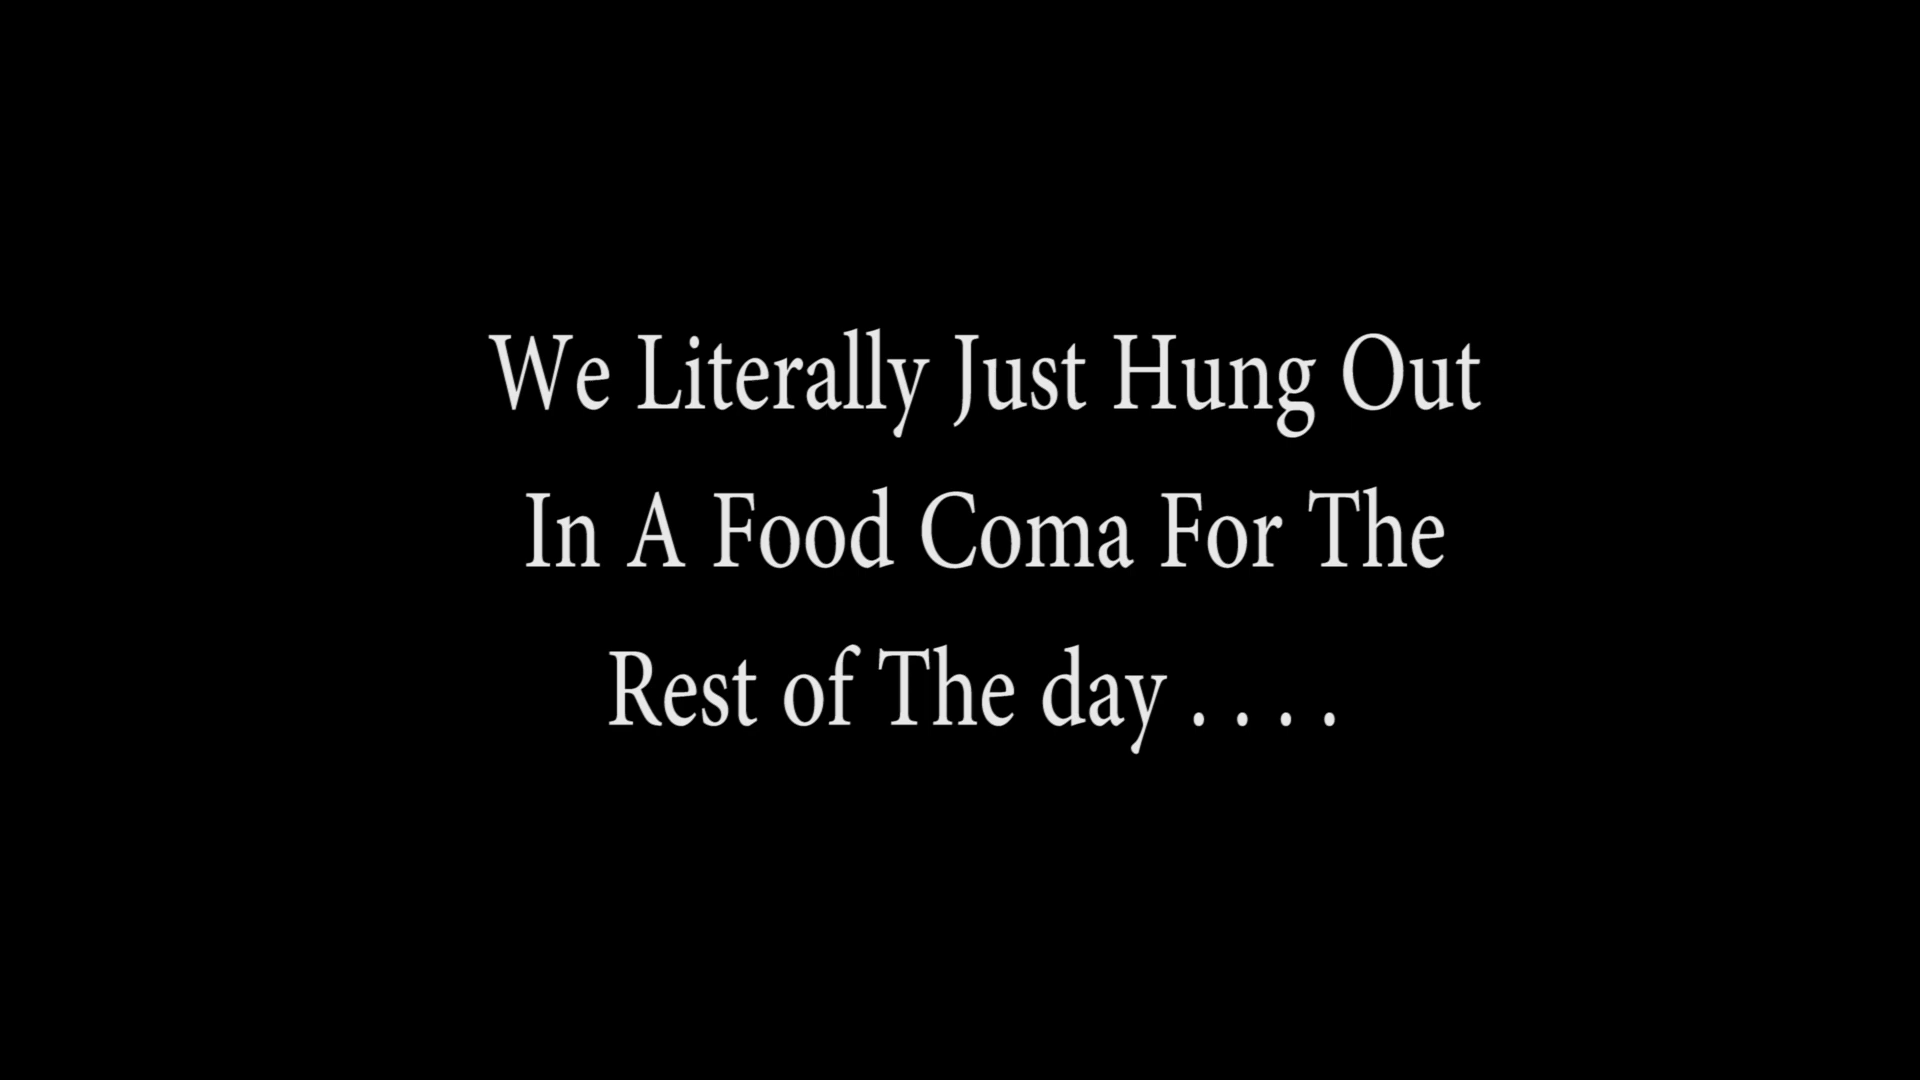 We Literally Just Hung Out
In A Food Coma For The
Rest of The day . . . .